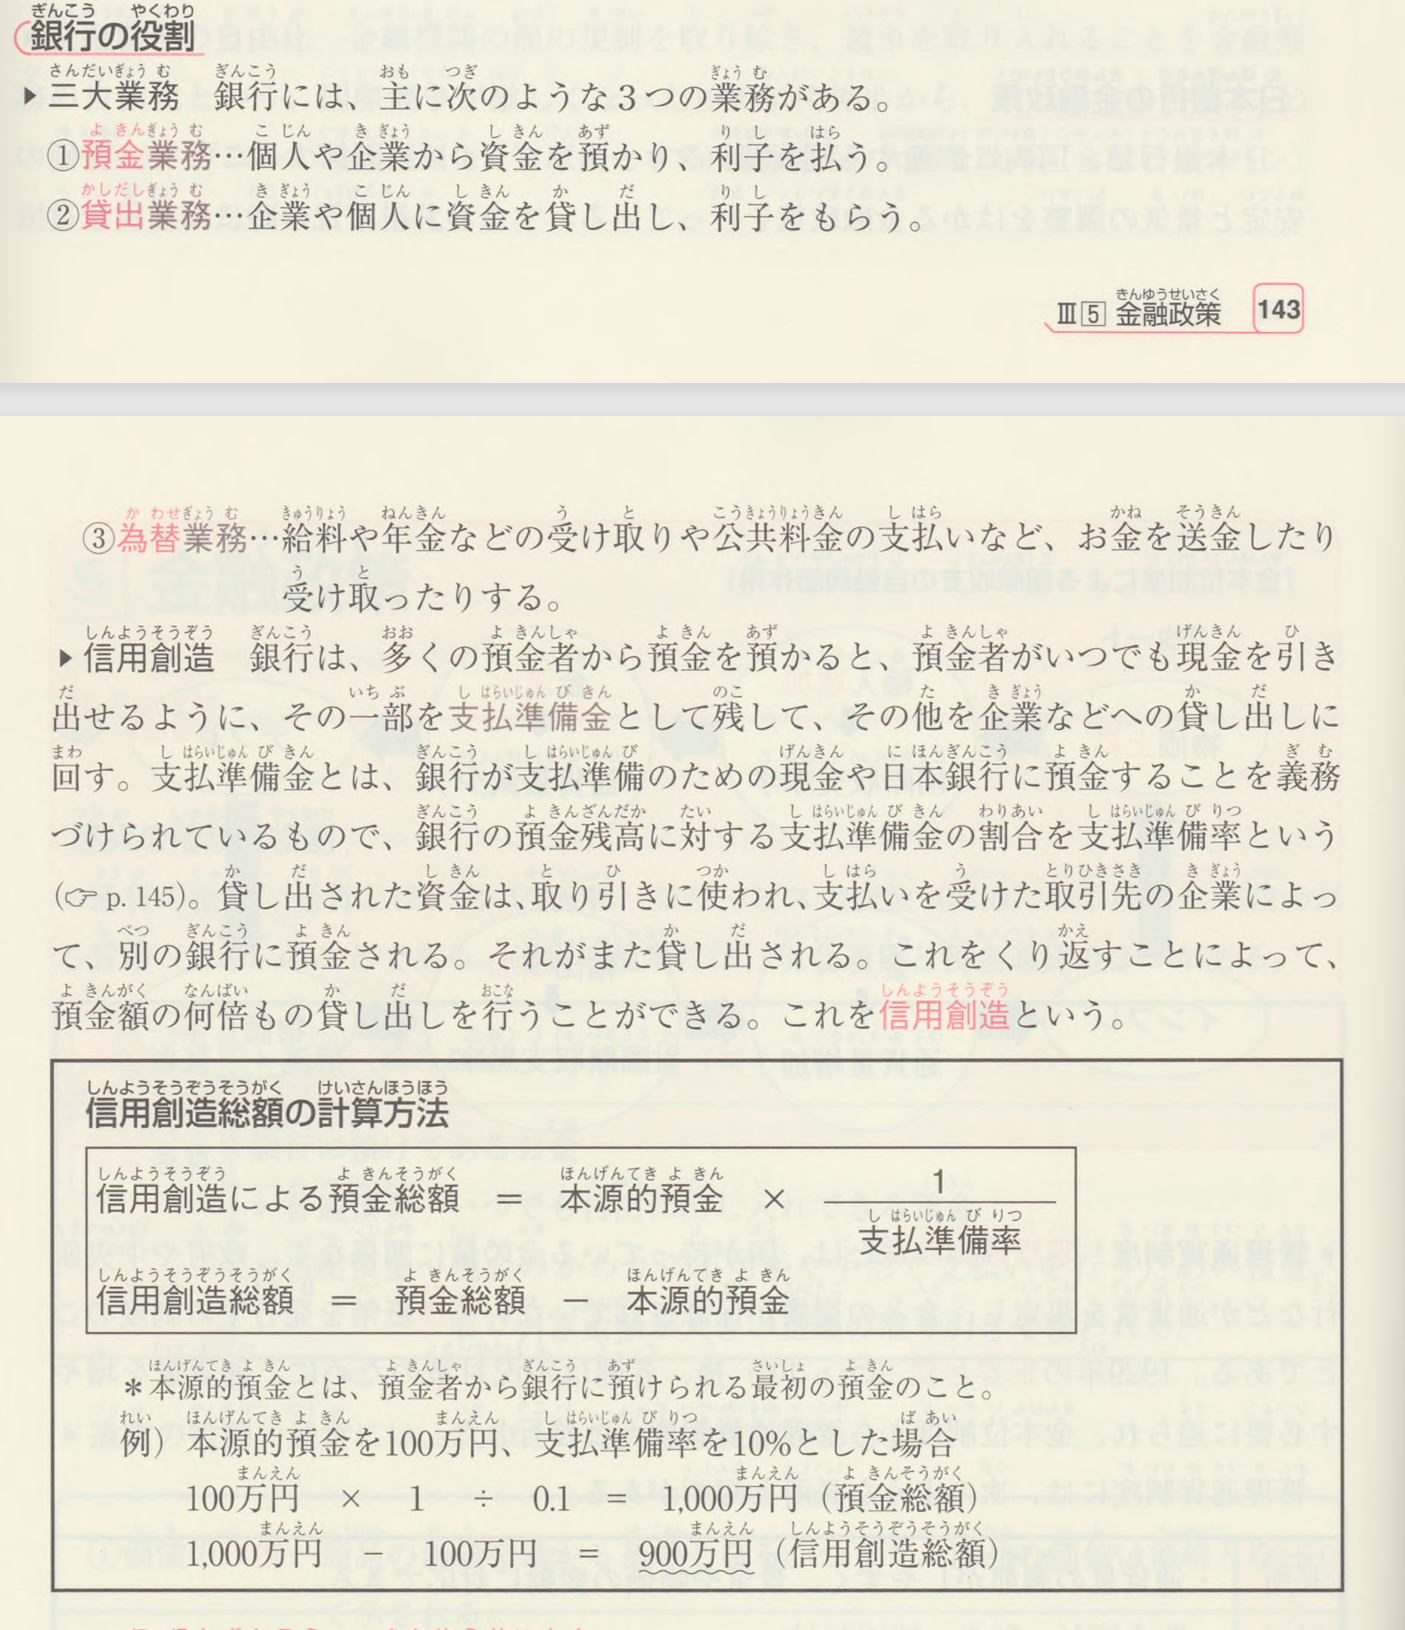 銀行の役割
▶三大業務　銀行には、主に次のような３つの業務がある。
①預金業務…個人や企業から資金を預かり、利子を払う。
②貸出業務…企業や個人に資金を貸し出し、利子をもらう。
Ⅲ5 金融政策 143
③為替業務…給料や年金などの受け取りや公共料金の支払いなど、お金を送金したり
受け取ったりする。
▶信用創造　銀行は、多くの預金者から預金を預かると、預金者がいつでも現金を引き
出せるように、その一部を支払準備金として残して、その他を企業などへの貸し出しに
回す。支払準備金とは、銀行が支払準備のための現金や日本銀行に預金することを義務
づけられているもので、銀行の預金残高に対する支払準備金の割合を支払準備率という
(☞ p. 145)。貸し出された資金は、取り引きに使われ、支払いを受けた取引先の企業によっ
て、別の銀行に預金される。それがまた貸し出される。これをくり返すことによって、
預金額の何倍もの貸し出しを行うことができる。これを信用創造という。
信用創造総額の計算方法
信用創造による預金総額 ＝ 本源的預金 × 1
支払準備率
信用創造総額 ＝ 預金総額 － 本源的預金
＊本源的預金とは、預金者から銀行に預けられる最初の預金のこと。
例）本源的預金を100万円、支払準備率を10%とした場合
100万円 × 1 ÷ 0.1 = 1,000万円（預金総額）
1,000万円 － 100万円 = 900万円（信用創造総額）